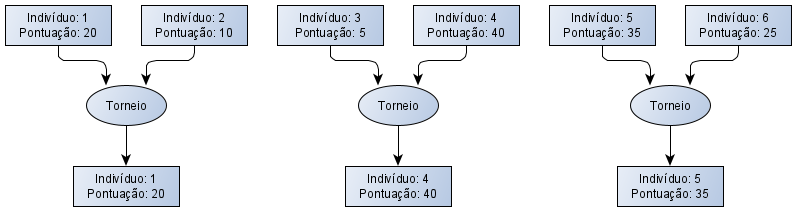 Indivíduo: 1
Pontuação: 20
Indivíduo: 2
Pontuação: 10
Indivíduo: 3
Pontuação: 5
Indivíduo: 4
Pontuação: 40
Indivíduo: 5
Pontuação: 35
Indivíduo: 6
Pontuação: 25
Torneio
Torneio
Torneio
Indivíduo: 1
Pontuação: 20
Indivíduo: 4
Pontuação: 40
Indivíduo: 5
Pontuação: 35